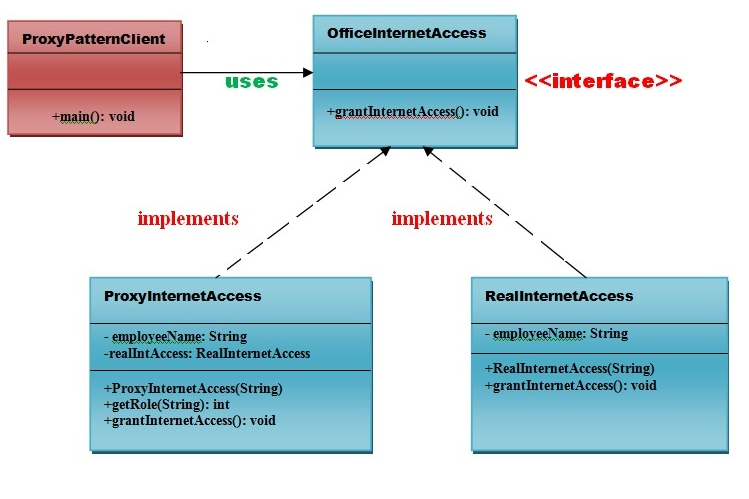 ProxyPatternClient
+main(): void
uses
OfficeInternetAccess
+grantInternetAccess(): void
<<interface>>
implements
implements
ProxyInternetAccess
- employeeName: String
-realIntAccess: RealInternetAccess
+ProxyInternetAccess(String)
+getRole(String): int
+grantInternetAccess(): void
RealInternetAccess
- employeeName: String
+RealInternetAccess(String)
+grantInternetAccess(): void